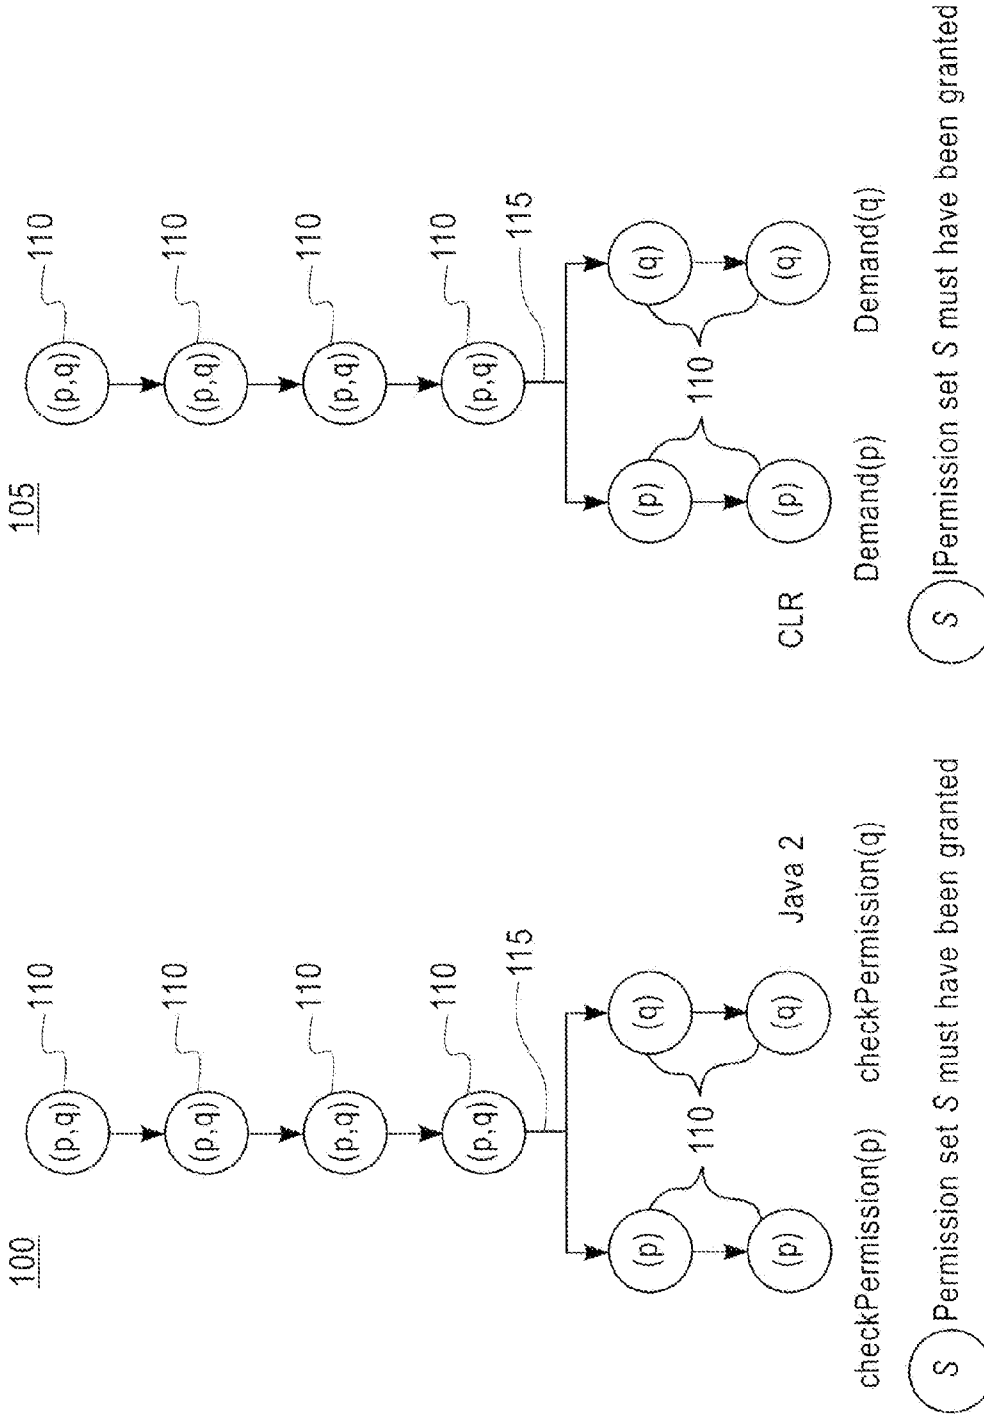 100
(p,q) 110
(p,q) 110
(p,q) 110
(p,q) 110
115
(p) (q)
110
(p) (q)
Java 2
checkPermission(p) checkPermission(q)
S Permission set S must have been granted
105
(p,q) 110
(p,q) 110
(p,q) 110
(p,q) 110
115
(p) (q)
110
(p) (q)
CLR
Demand(p) Demand(q)
S IPermission set S must have been granted